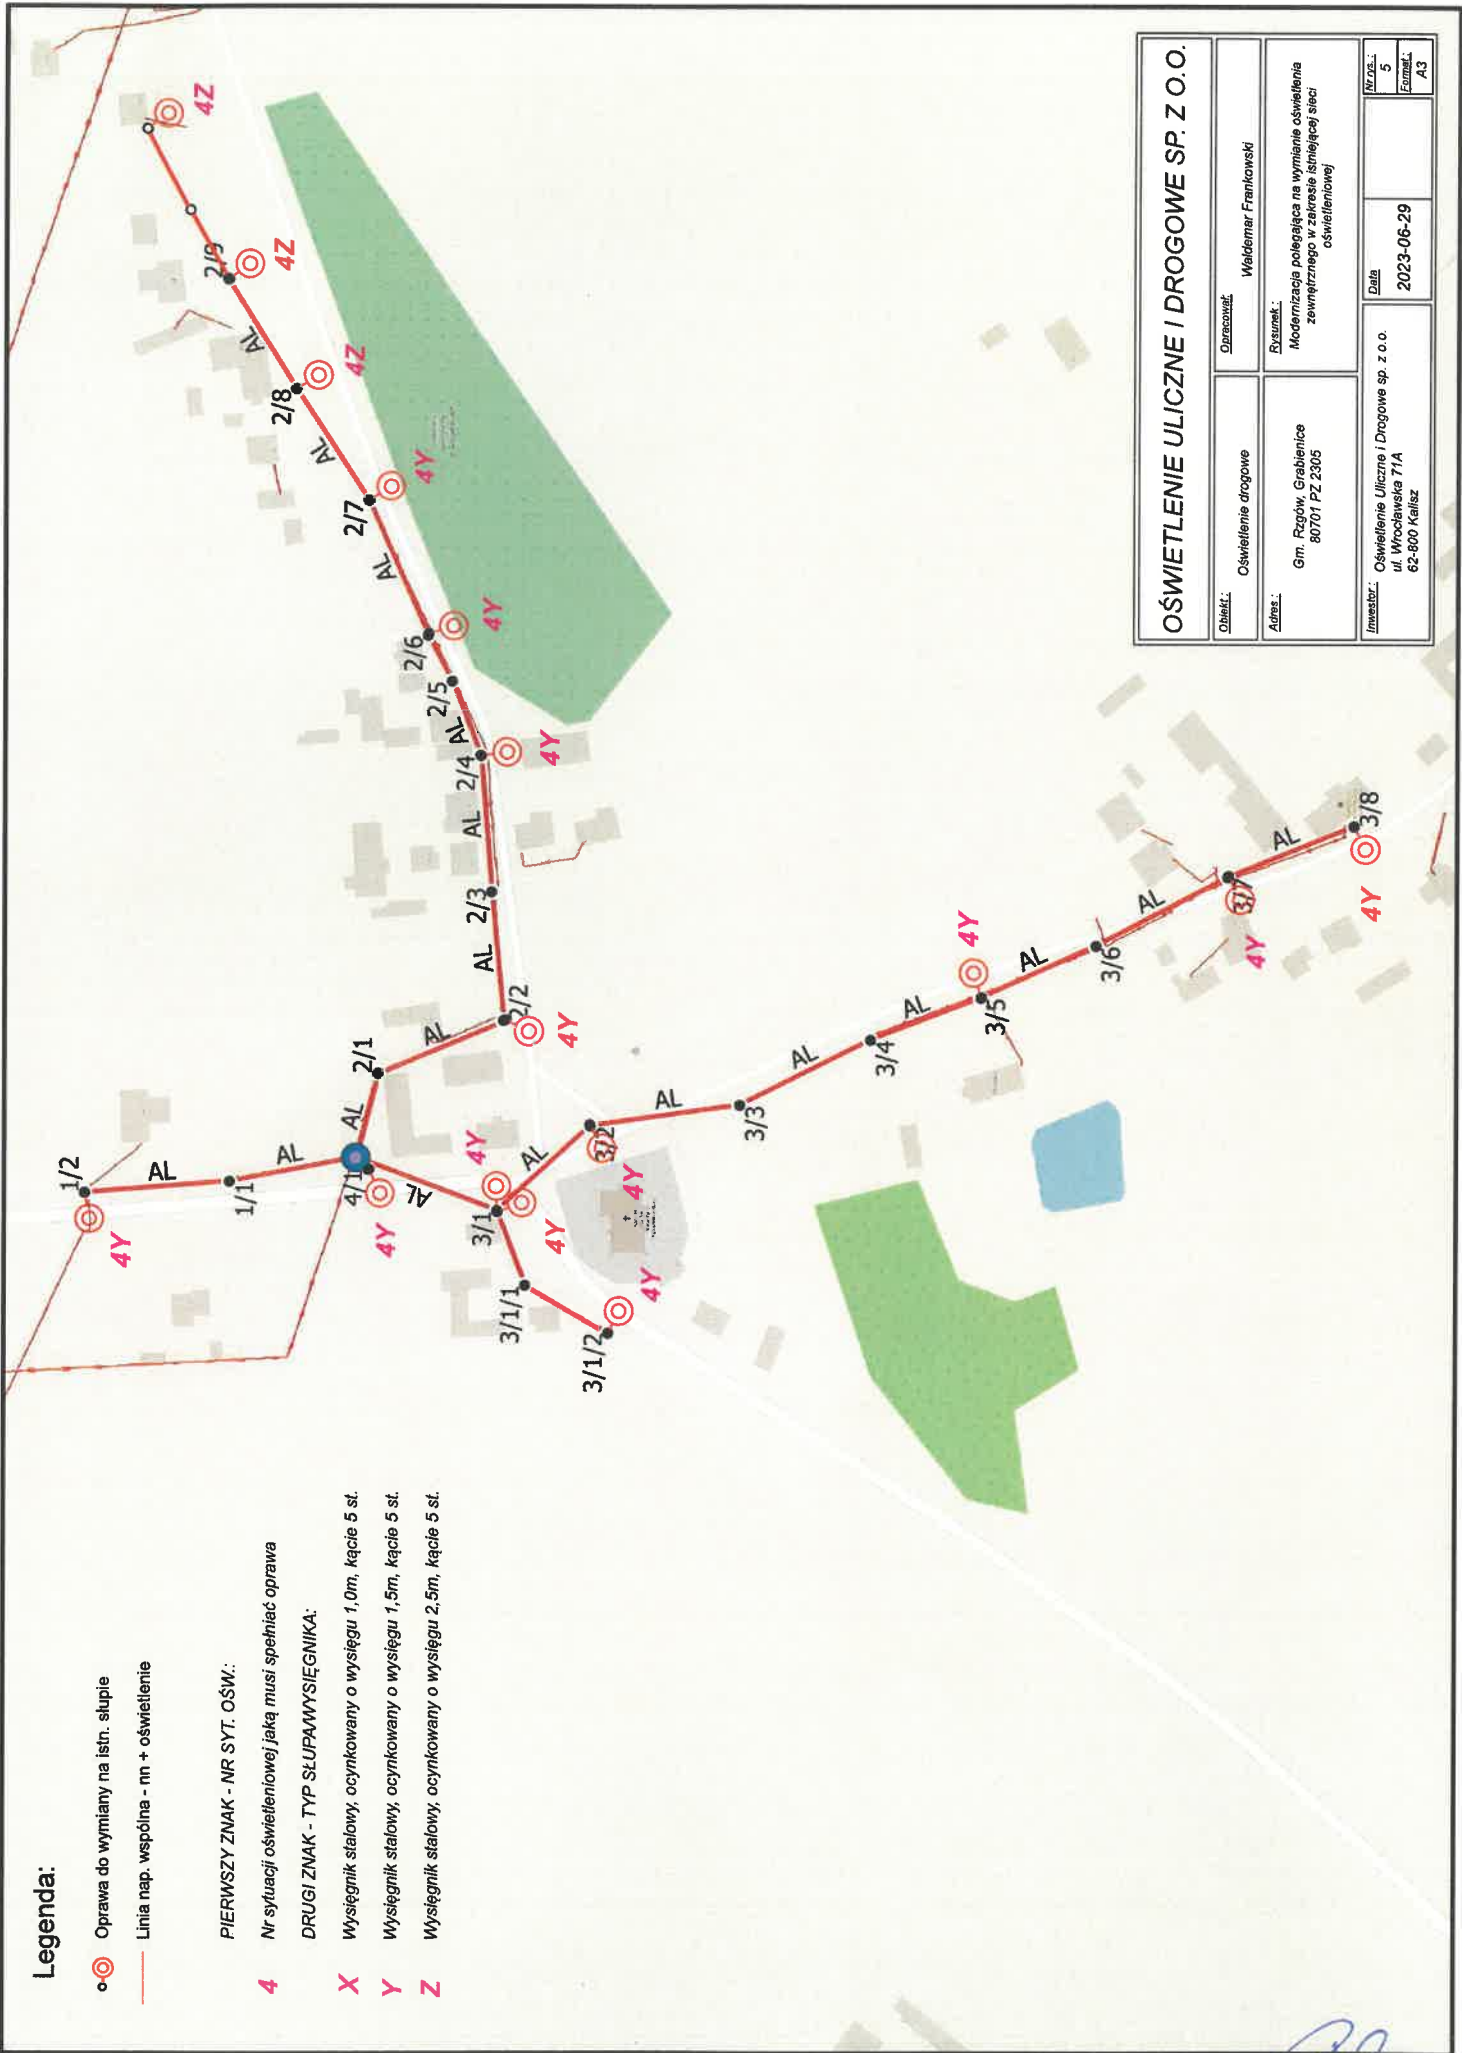 Legenda:
Oprawa do wymiany na istn. słupie
Linia nap. wspólna - nn + oświetlenie
PIERWSZY ZNAK - NR SYT. OŚW.:
4 Nr sytuacji oświetleniowej jaką musi spełniać oprawa
DRUGI ZNAK - TYP SŁUPA/WYSIĘGNIKA:
X Wysięgnik stalowy, ocynkowany o wysięgu 1,0m, kącie 5 st.
Y Wysięgnik stalowy, ocynkowany o wysięgu 1,5m, kącie 5 st.
Z Wysięgnik stalowy, ocynkowany o wysięgu 2,5m, kącie 5 st.
1/2
4Y
AL
1/1
AL
4/1
4Y
AL
2/1
AL
2/2
4Y
AL
2/3
AL
2/4
4Y
AL
2/5
2/6
4Y
AL
2/7
4Y
AL
2/8
4Z
AL
2/9
4Z
4Z
AL
3/1
4Y
4Y
3/1/1
3/1/2
4Y
AL
3/2
4Y
AL
3/3
AL
3/4
AL
3/5
4Y
AL
3/6
AL
3/7
4Y
AL
3/8
4Y
OŚWIETLENIE ULICZNE I DROGOWE SP. Z O.O.
Obiekt:
Oświetlenie drogowe
Opracował:
Waldemar Frankowski
Adres:
Gm. Rzgów, Grabienice
80701 PZ 2305
Rysunek:
Modernizacja polegająca na wymianie oświetlenia
zewnętrznego w zakresie istniejącej sieci
oświetleniowej
Inwestor: Oświetlenie Uliczne i Drogowe sp. z o.o.
ul. Wrocławska 71A
62-800 Kalisz
Data
2023-06-29
Nr rys.:
5
Format:
A3